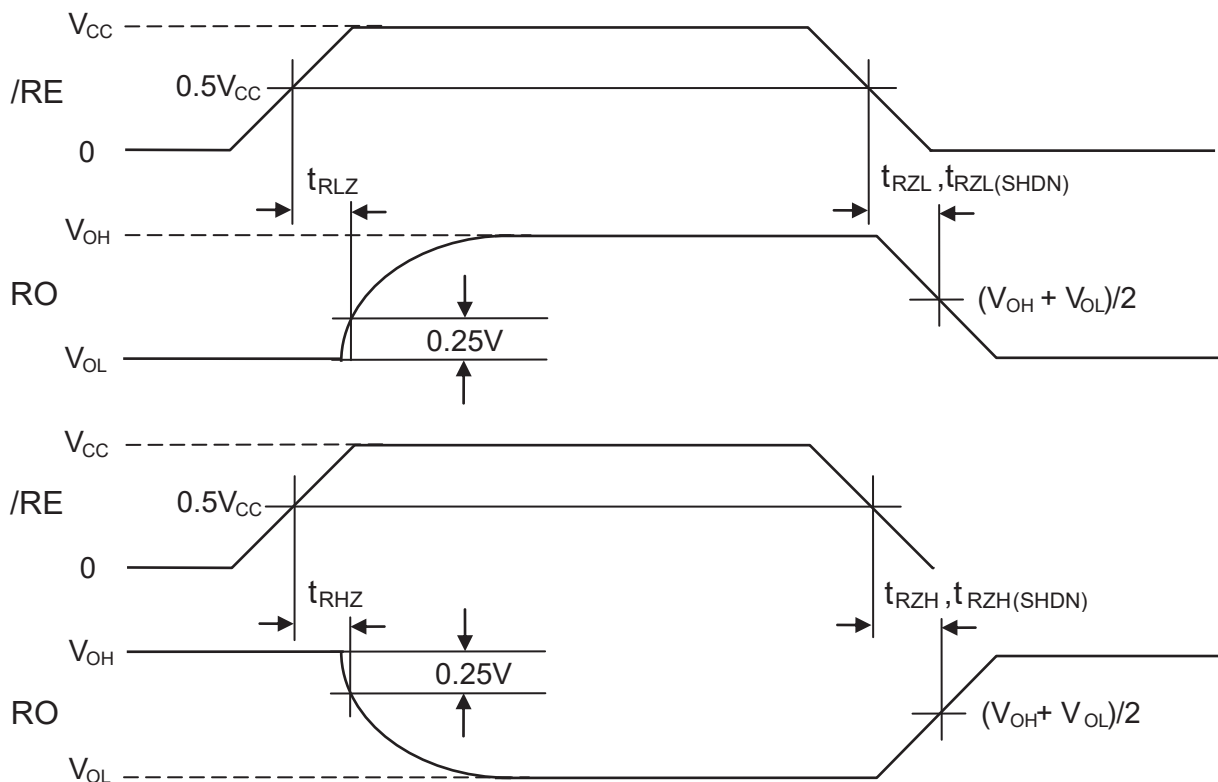 VCC
/RE
0.5VCC
0
tRLZ
tRZL ,tRZL(SHDN)
VOH
RO
(VOH + VOL)/2
0.25V
VOL
VCC
/RE
0.5VCC
0
tRHZ
tRZH ,tRZH(SHDN)
VOH
0.25V
RO
(VOH+ VOL)/2
VOL